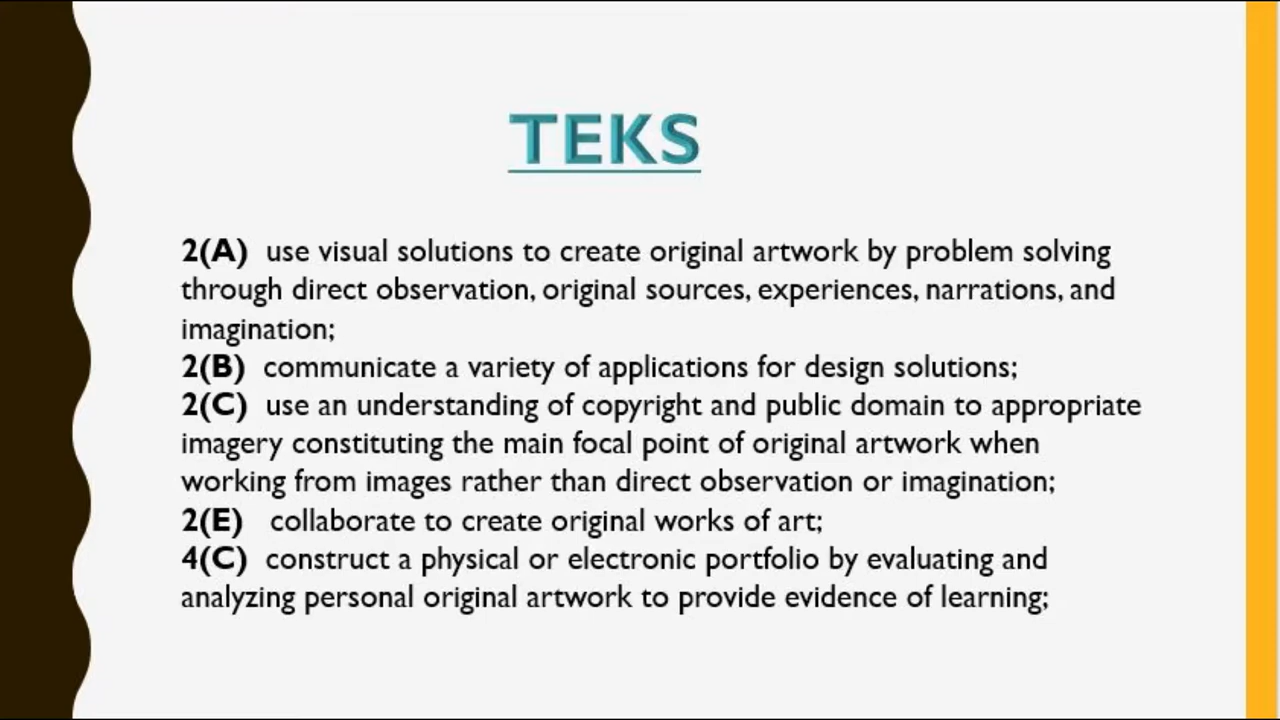 TEKS
2(A) use visual solutions to create original artwork by problem solving
through direct observation, original sources, experiences, narrations, and
imagination;
2(B) communicate a variety of applications for design solutions;
2(C) use an understanding of copyright and public domain to appropriate
imagery constituting the main focal point of original artwork when
working from images rather than direct observation or imagination;
2(E) collaborate to create original works of art;
4(C) construct a physical or electronic portfolio by evaluating and
analyzing personal original artwork to provide evidence of learning;